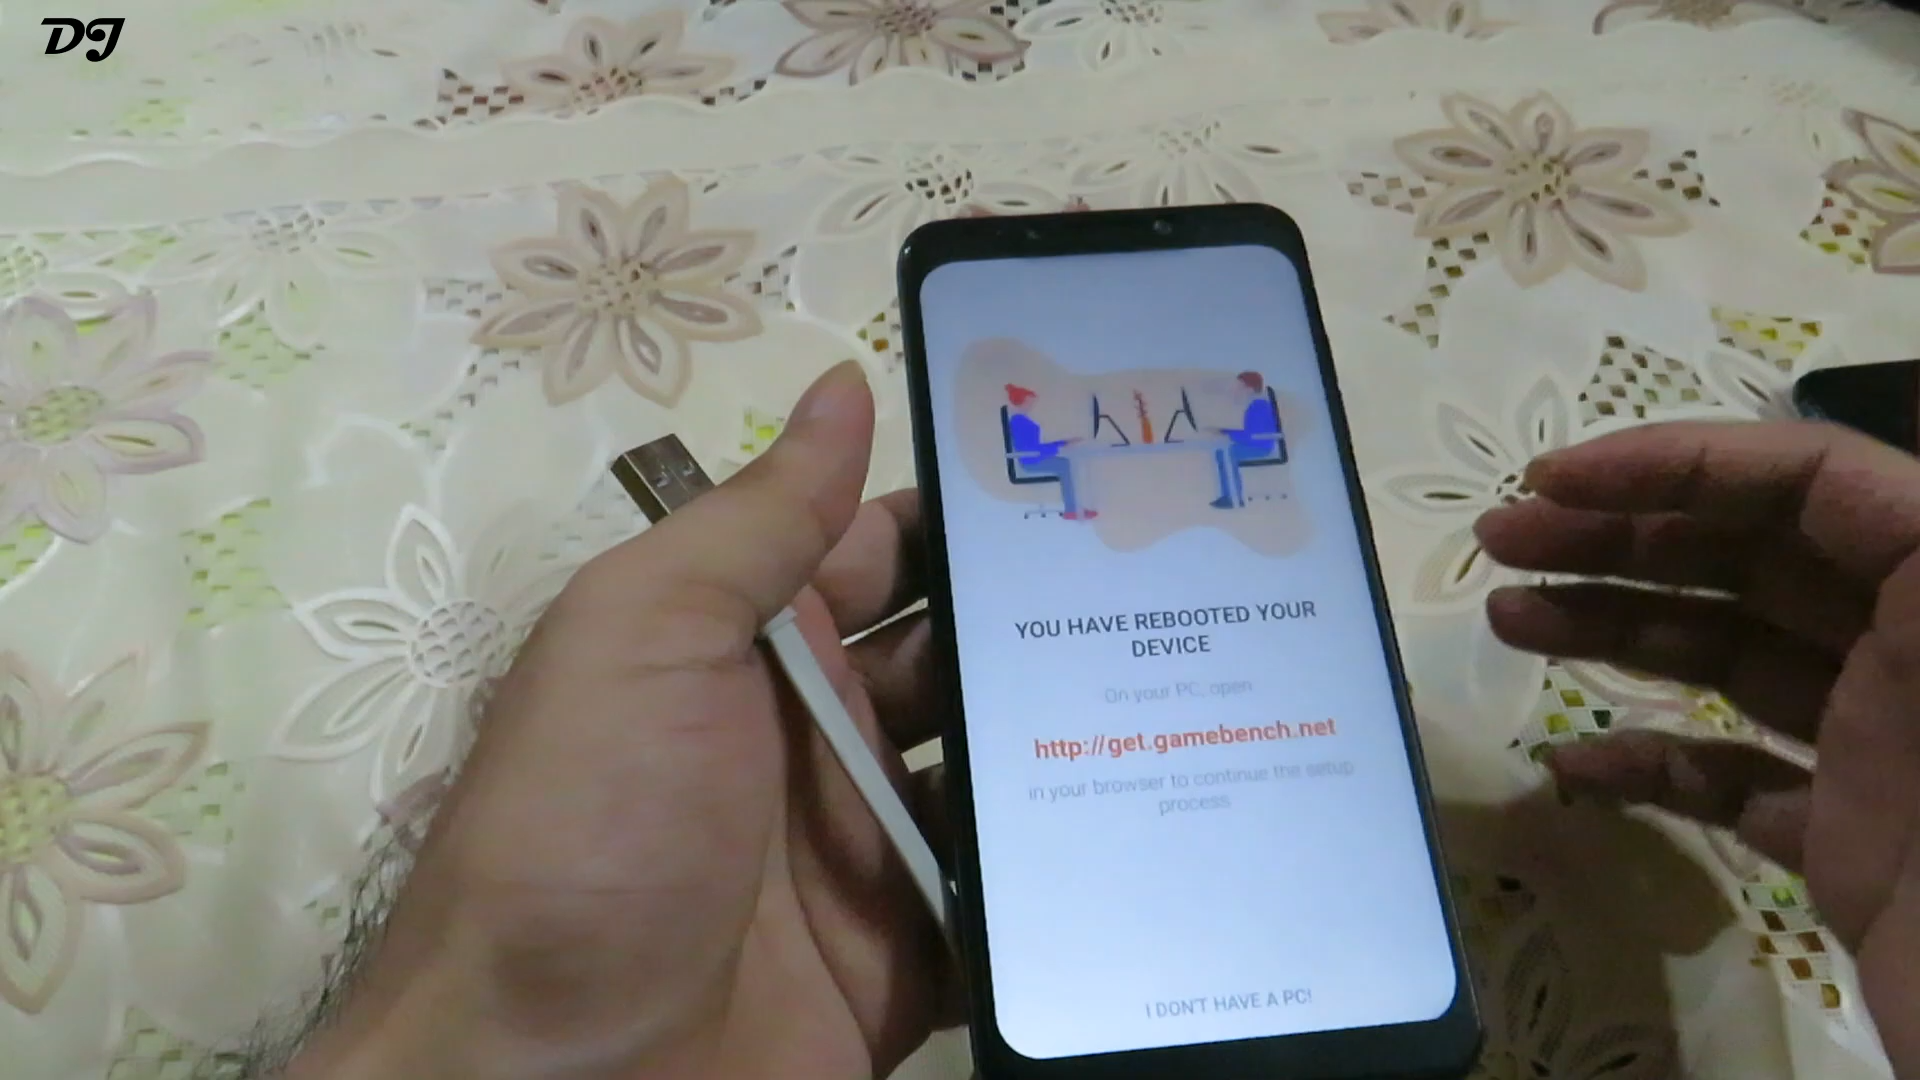 DJ
YOU HAVE REBOOTED YOUR
DEVICE
On your PC, open
http://get.gamebench.net
in your browser to continue the setup
process
I DON'T HAVE A PC!